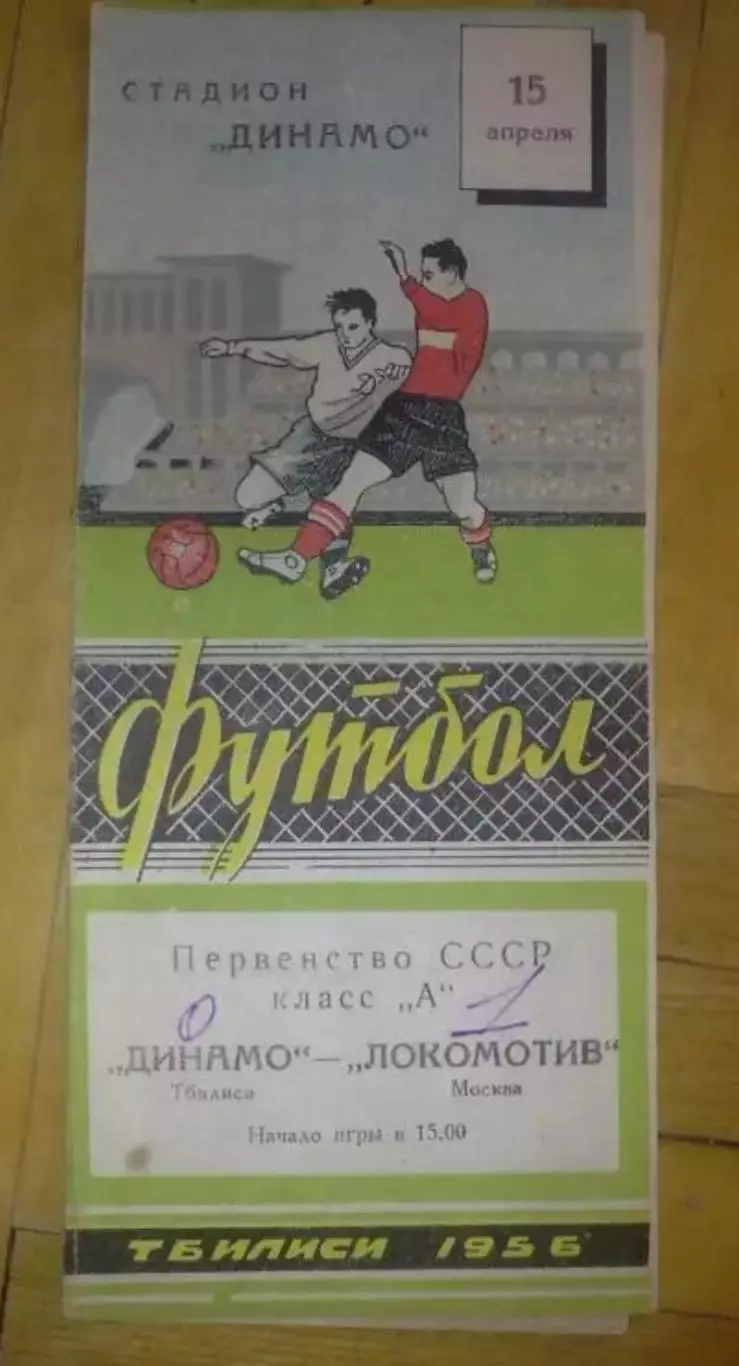 СТАДИОН
„ДИНАМО“
15
апреля
Футбол
Первенство СССР
класс „А“
0 1
„ДИНАМО“ — „ЛОКОМОТИВ“
Тбилиси Москва
Начало игры в 15.00
ТБИЛИСИ 1956